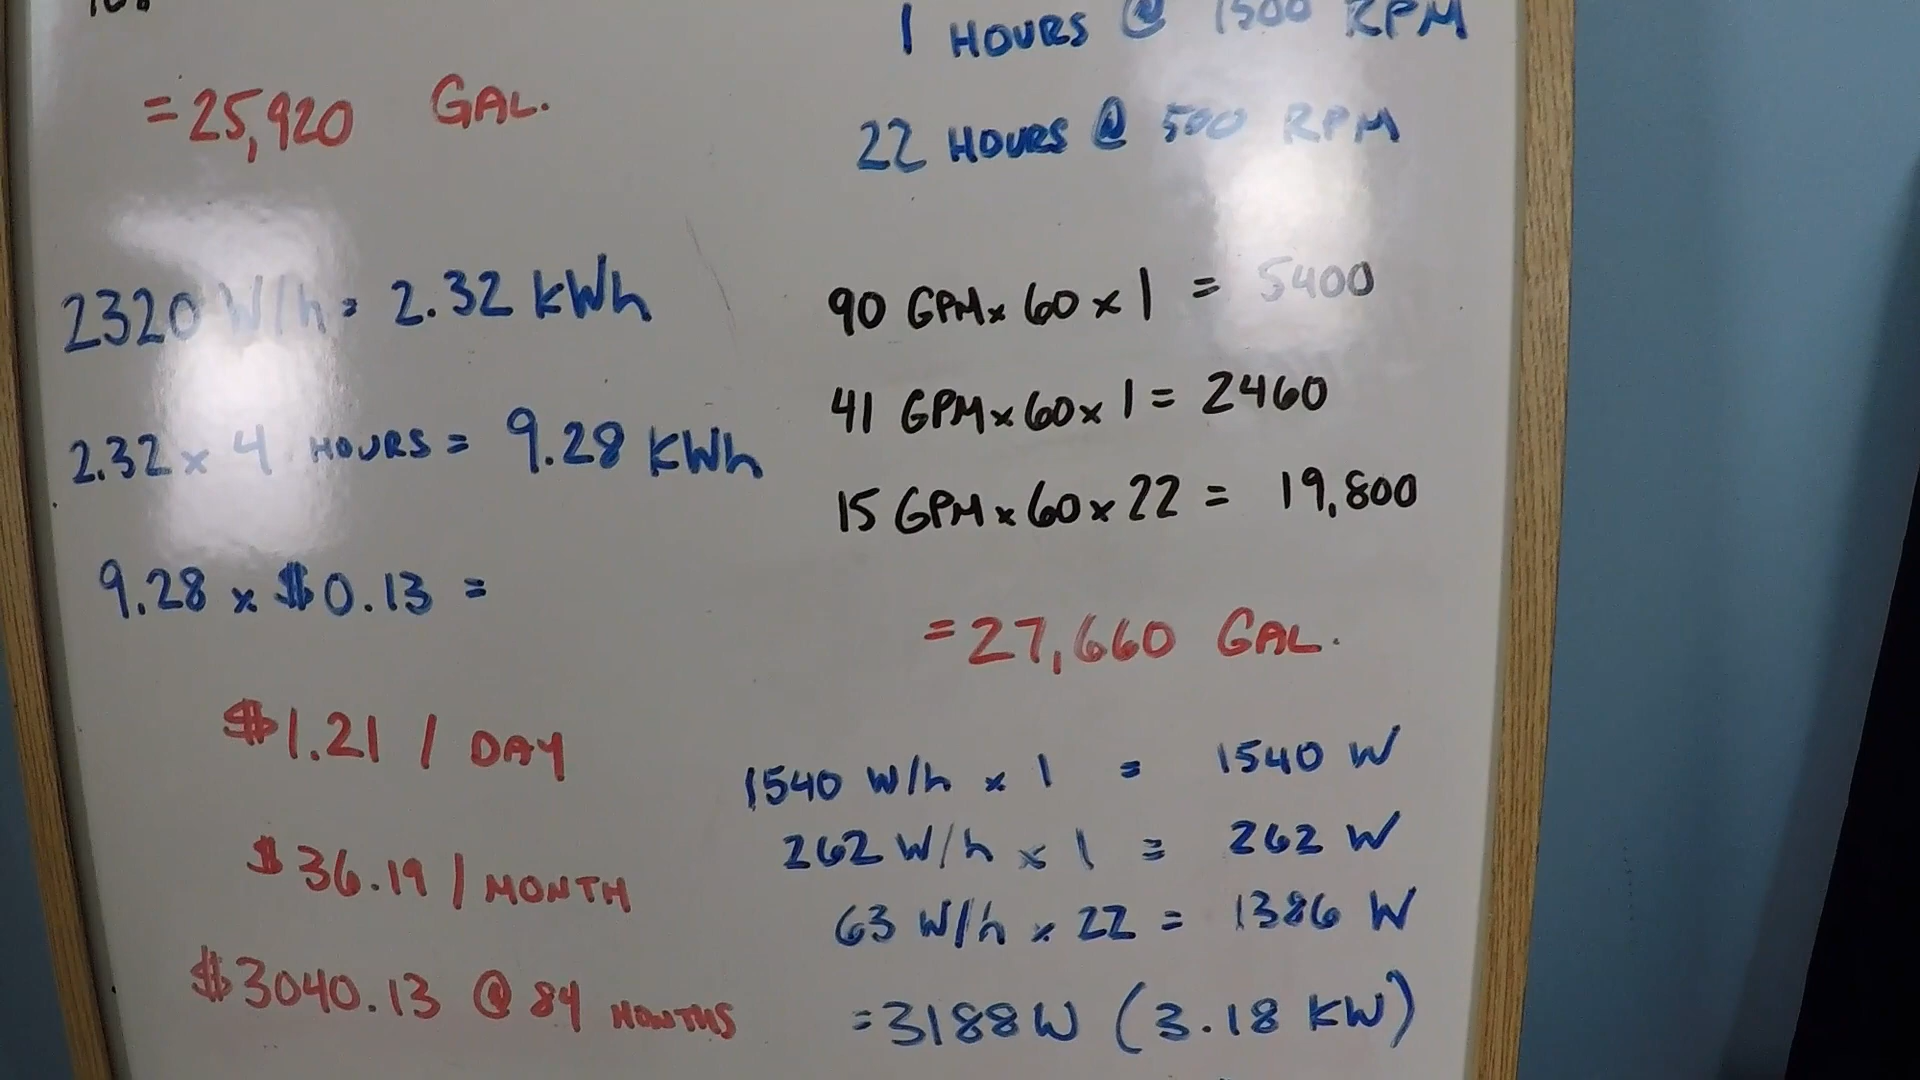 = 25,920 GAL.
2320 W/h = 2.32 KWh
2.32 x 4 HOURS = 9.28 KWh
9.28 x $0.13 =
$1.21 / DAY
$36.19 / MONTH
$3040.13 @ 84 MONTHS
1 HOURS @ 1500 RPM
22 HOURS @ 500 RPM
90 GPM x 60 x 1 = 5400
41 GPM x 60 x 1 = 2460
15 GPM x 60 x 22 = 19,800
= 27,660 GAL.
1540 W/h x 1 = 1540 W
262 W/h x 1 = 262 W
63 W/h x 22 = 1386 W
= 3188W (3.18 KW)